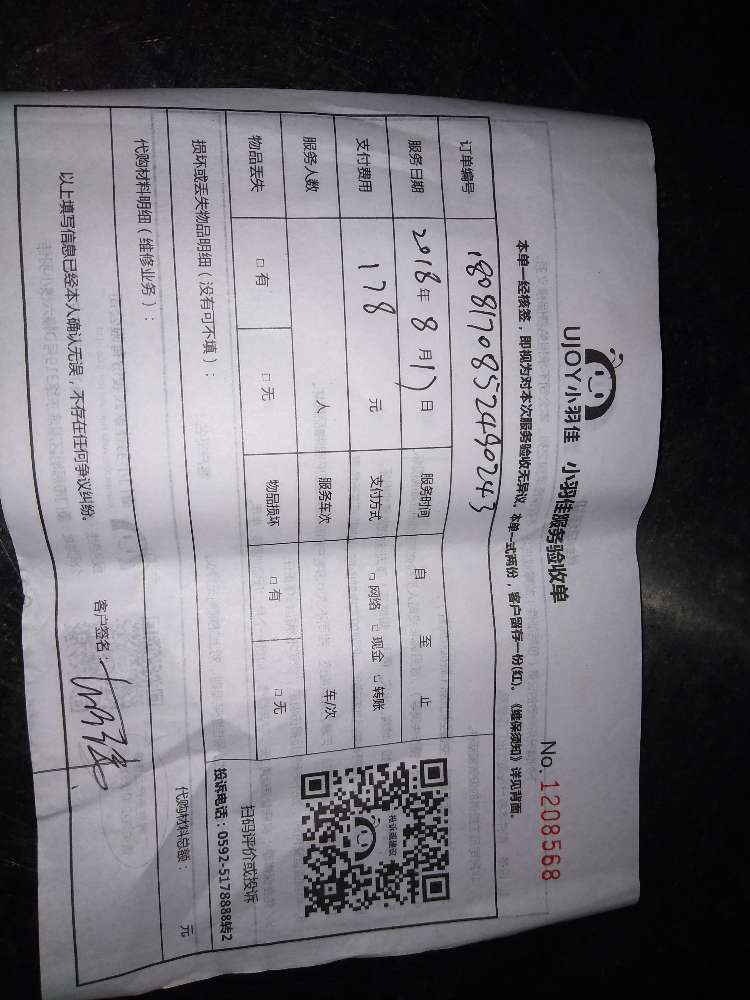 UJOY小羽佳 小羽佳服务验收单 No. 1208568
本单一经核签，即视为对本次服务验收无异议。本单一式两份，客户留存一份(红)。《维保须知》详见背面。
订单编号 1808170852480243
服务日期 2018年 8月17日 服务时间 自 至 止
支付费用 178 元 支付方式 □ 网络 □ 现金 □ 转账
服务人数 人 服务车次 车/次
物品丢失 □ 有 □ 无 物品损坏 □ 有 □ 无
投诉或建议
扫码评价或投诉
投诉电话：0592-5178888转2
损坏或丢失物品明细（没有可不填）：
代购材料明细（维修业务）： 代购材料总额： 元
以上填写信息已经本人确认无误，不存在任何争议纠纷。 客户签名：